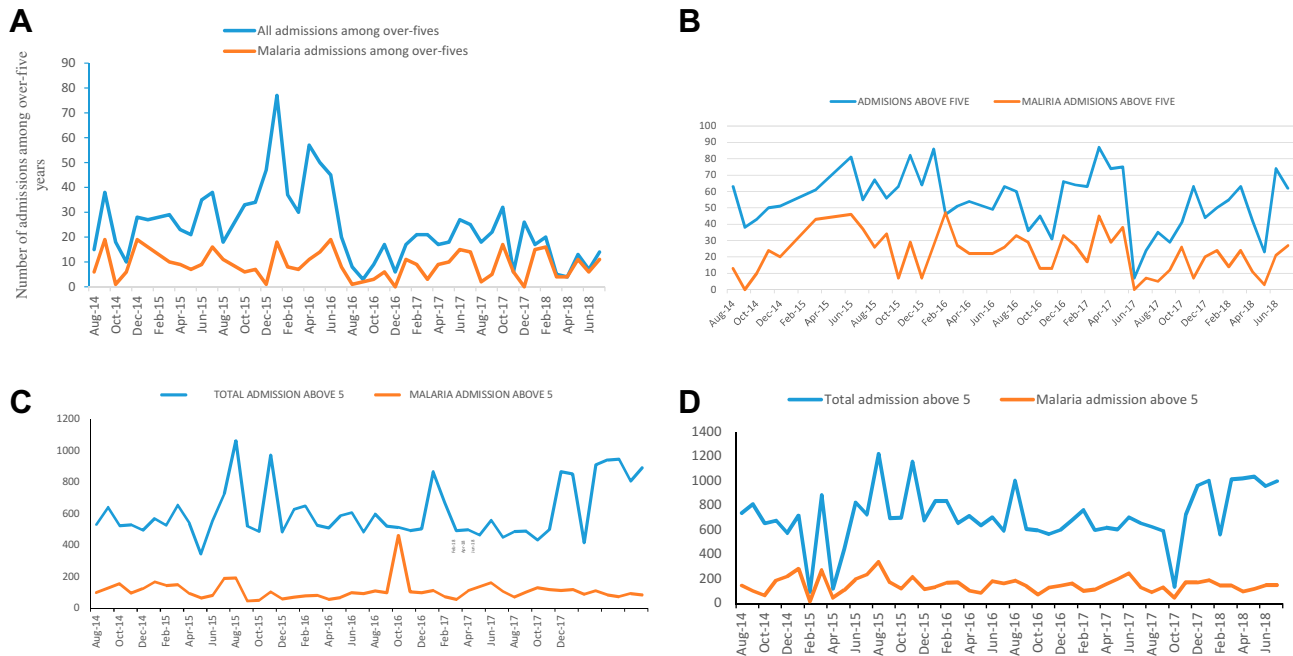 A
All admissions among over-fives
Malaria admissions among over-fives
Number of admissions among over-five
years
90
80
70
60
50
40
30
20
10
0
Aug-14
Oct-14
Dec-14
Feb-15
Apr-15
Jun-15
Aug-15
Oct-15
Dec-15
Feb-16
Apr-16
Jun-16
Aug-16
Oct-16
Dec-16
Feb-17
Apr-17
Jun-17
Aug-17
Oct-17
Dec-17
Feb-18
Apr-18
Jun-18
B
ADMISIONS ABOVE FIVE
MALIRIA ADMISIONS ABOVE FIVE
100
90
80
70
60
50
40
30
20
10
0
Aug-14
Oct-14
Dec-14
Feb-15
Apr-15
Jun-15
Aug-15
Oct-15
Dec-15
Feb-16
Apr-16
Jun-16
Aug-16
Oct-16
Dec-16
Feb-17
Apr-17
Jun-17
Aug-17
Oct-17
Dec-17
Feb-18
Apr-18
Jun-18
C
TOTAL ADMISSION ABOVE 5
MALARIA ADMISSION ABOVE 5
1200
1000
800
600
400
200
0
Aug-14
Oct-14
Dec-14
Feb-15
Apr-15
Jun-15
Aug-15
Oct-15
Dec-15
Feb-16
Apr-16
Jun-16
Aug-16
Oct-16
Dec-16
Feb-17
Apr-17
Jun-17
Aug-17
Oct-17
Dec-17
Feb-18
Apr-18
Jun-18
D
Total admission above 5
Malaria admission above 5
1400
1200
1000
800
600
400
200
0
Aug-14
Oct-14
Dec-14
Feb-15
Apr-15
Jun-15
Aug-15
Oct-15
Dec-15
Feb-16
Apr-16
Jun-16
Aug-16
Oct-16
Dec-16
Feb-17
Apr-17
Jun-17
Aug-17
Oct-17
Dec-17
Feb-18
Apr-18
Jun-18